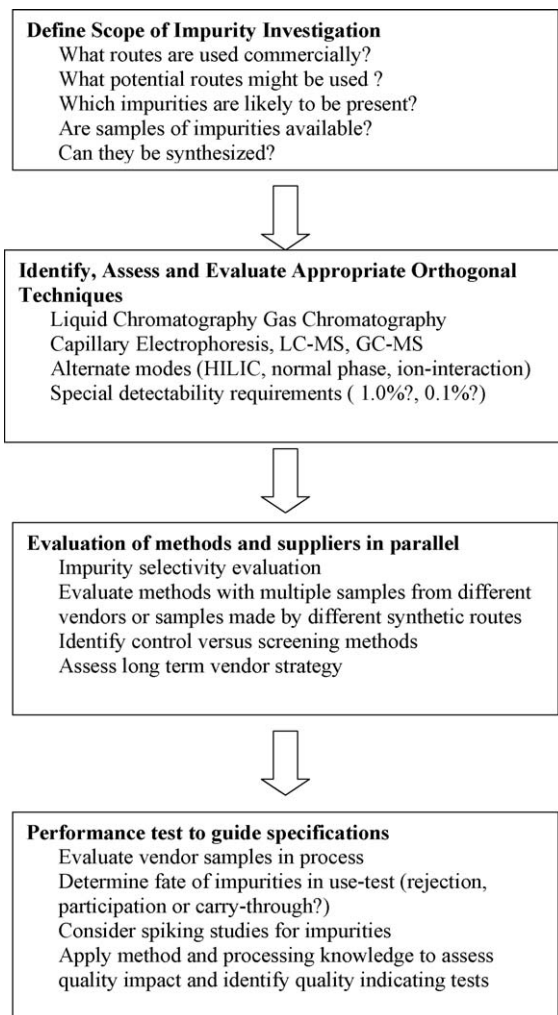 Define Scope of Impurity Investigation
What routes are used commercially?
What potential routes might be used ?
Which impurities are likely to be present?
Are samples of impurities available?
Can they be synthesized?
Identify, Assess and Evaluate Appropriate Orthogonal
Techniques
Liquid Chromatography Gas Chromatography
Capillary Electrophoresis, LC-MS, GC-MS
Alternate modes (HILIC, normal phase, ion-interaction)
Special detectability requirements ( 1.0%?, 0.1%?)
Evaluation of methods and suppliers in parallel
Impurity selectivity evaluation
Evaluate methods with multiple samples from different
vendors or samples made by different synthetic routes
Identify control versus screening methods
Assess long term vendor strategy
Performance test to guide specifications
Evaluate vendor samples in process
Determine fate of impurities in use-test (rejection,
participation or carry-through?)
Consider spiking studies for impurities
Apply method and processing knowledge to assess
quality impact and identify quality indicating tests